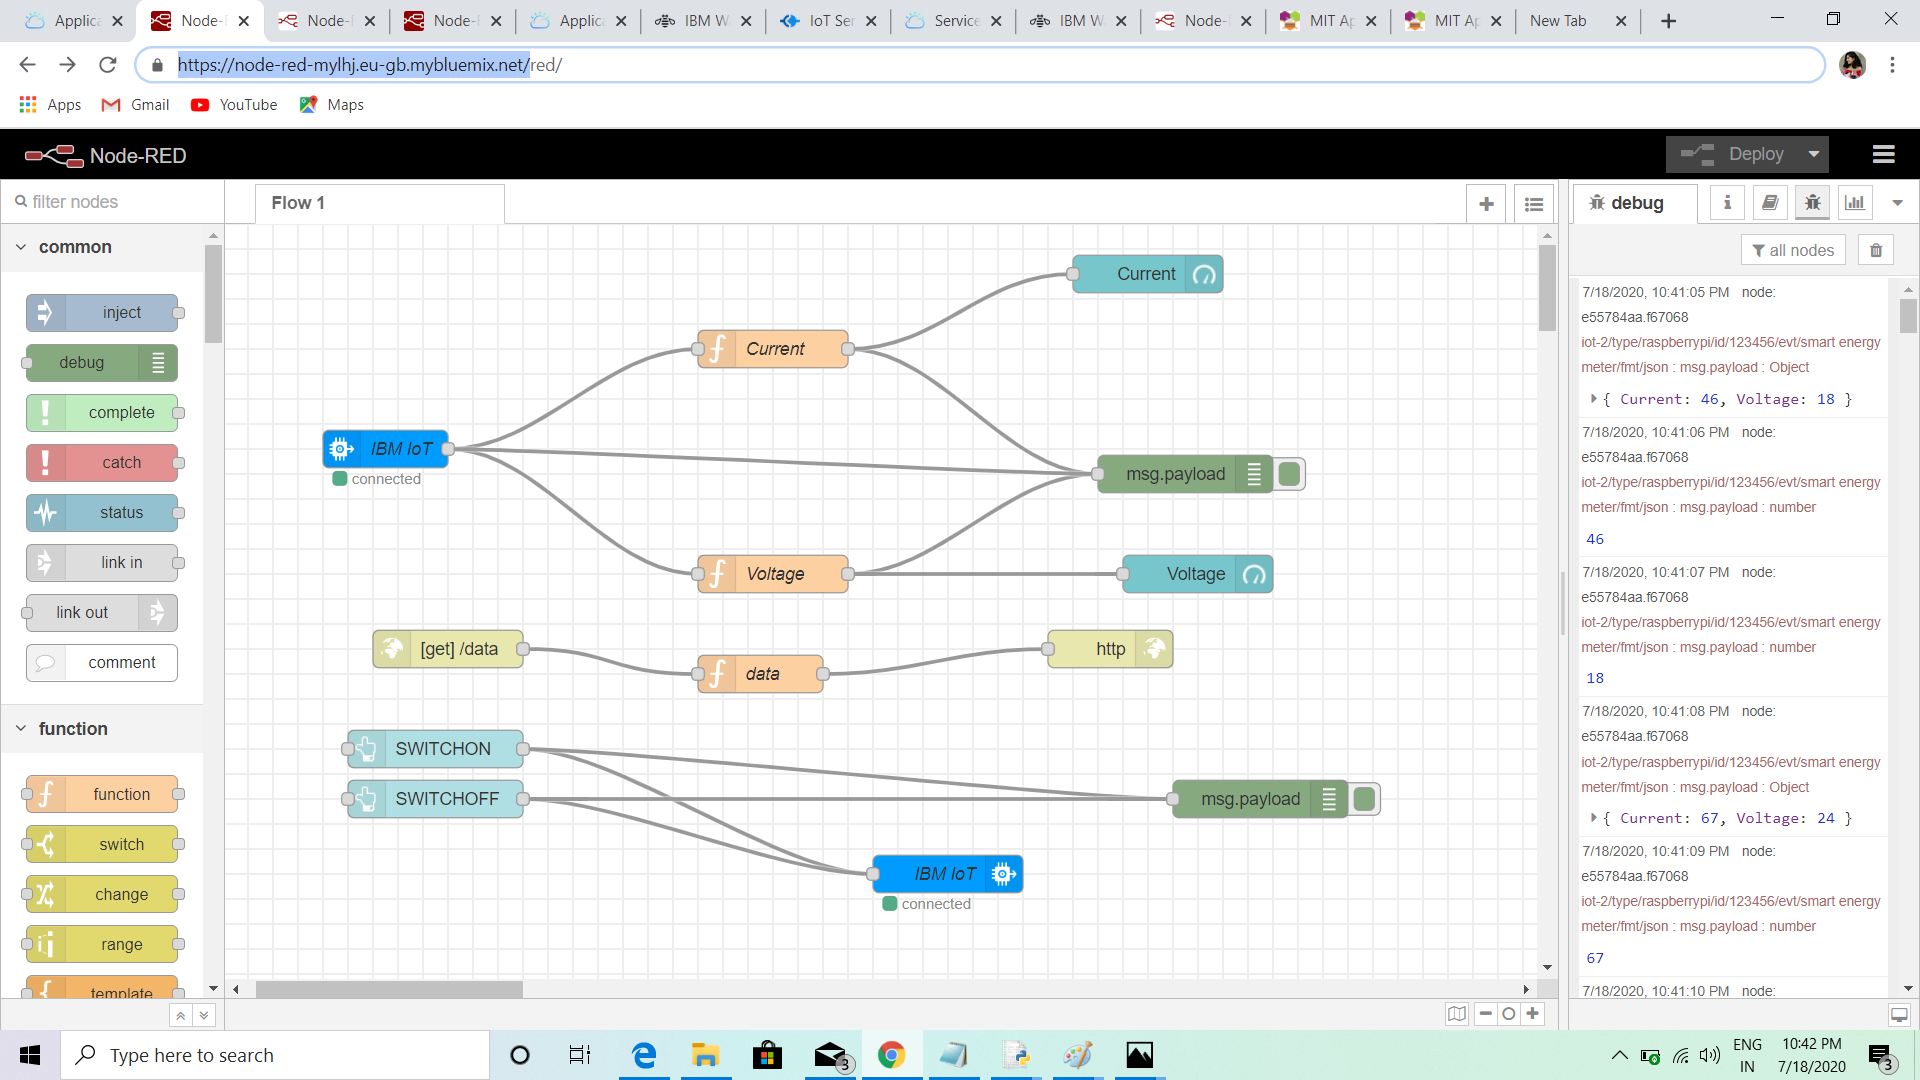 Applica
Node-R
Node-R
Node-R
Applica
IBM W
IoT Ser
Service
IBM W
Node-
MIT Ap
MIT Ap
New Tab
https://node-red-mylhj.eu-gb.mybluemix.net/red/
Apps
Gmail
YouTube
Maps
Node-RED
Deploy
filter nodes
Flow 1
debug
all nodes
common
inject
debug
complete
catch
status
link in
link out
comment
function
function
switch
change
range
template
Current
Current
IBM IoT
connected
msg.payload
Voltage
Voltage
[get] /data
data
http
SWITCHON
SWITCHOFF
msg.payload
IBM IoT
connected
7/18/2020, 10:41:05 PM node:
e55784aa.f67068
iot-2/type/raspberrypi/id/123456/evt/smart energy
meter/fmt/json : msg.payload : Object
{ Current: 46, Voltage: 18 }
7/18/2020, 10:41:06 PM node:
e55784aa.f67068
iot-2/type/raspberrypi/id/123456/evt/smart energy
meter/fmt/json : msg.payload : number
46
7/18/2020, 10:41:07 PM node:
e55784aa.f67068
iot-2/type/raspberrypi/id/123456/evt/smart energy
meter/fmt/json : msg.payload : number
18
7/18/2020, 10:41:08 PM node:
e55784aa.f67068
iot-2/type/raspberrypi/id/123456/evt/smart energy
meter/fmt/json : msg.payload : Object
{ Current: 67, Voltage: 24 }
7/18/2020, 10:41:09 PM node:
e55784aa.f67068
iot-2/type/raspberrypi/id/123456/evt/smart energy
meter/fmt/json : msg.payload : number
67
7/18/2020, 10:41:10 PM node:
Type here to search
3
ENG
IN
10:42 PM
7/18/2020
3